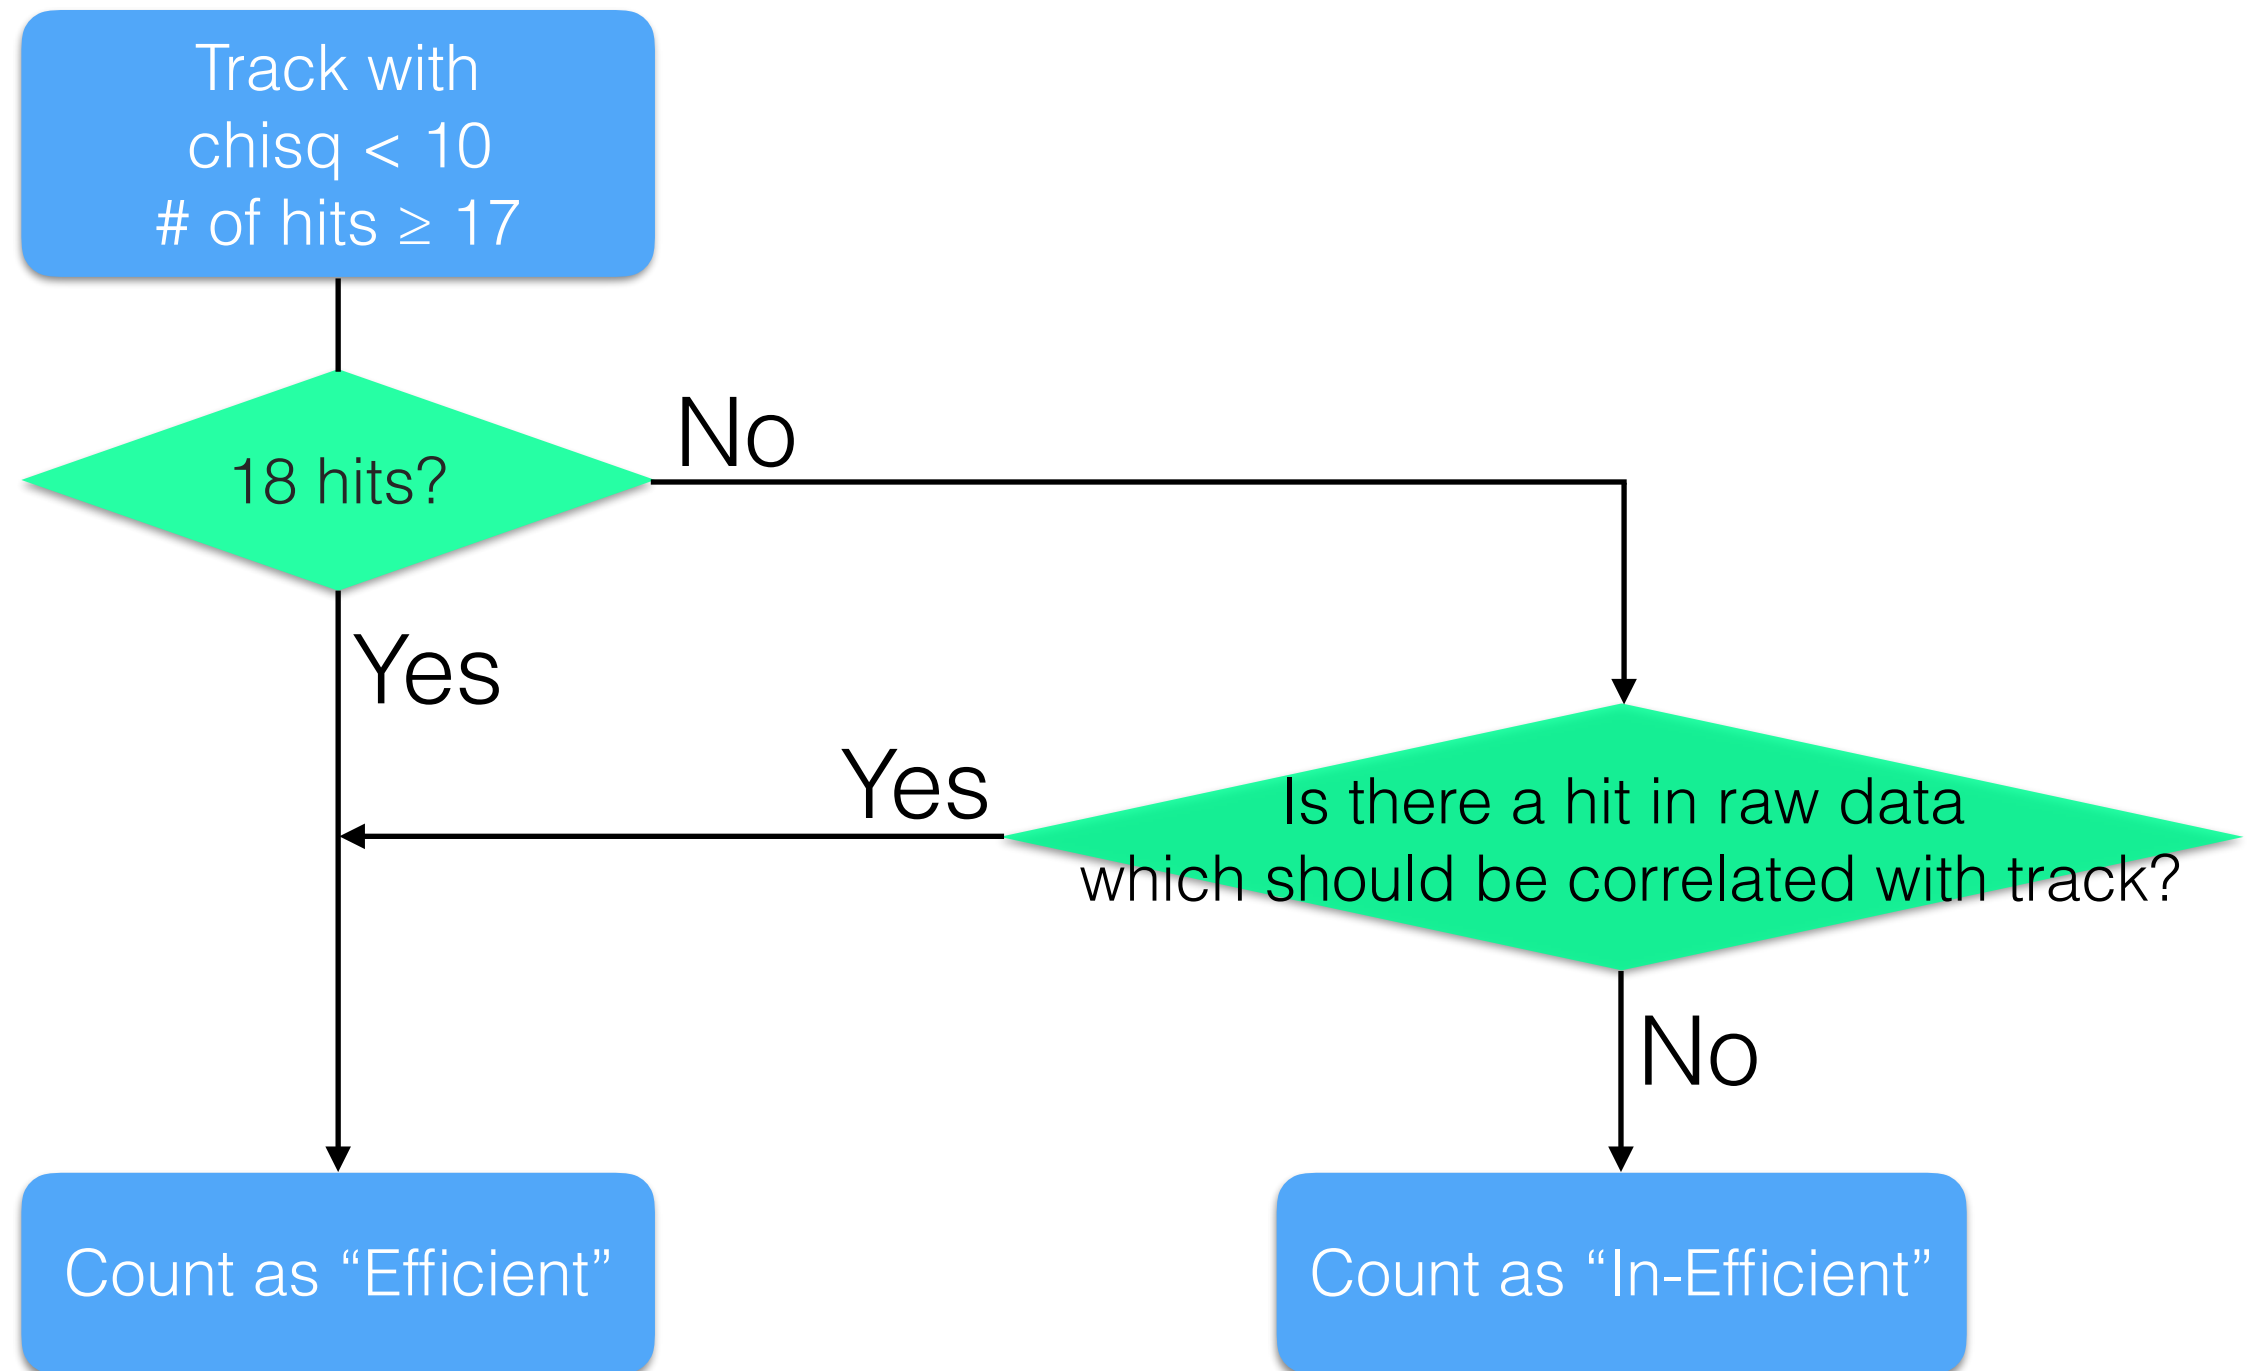 Track with
chisq < 10
# of hits ≥ 17
No
18 hits?
Yes
Yes
Is there a hit in raw data
which should be correlated with track?
No
Count as “Efficient”
Count as “In-Efficient”